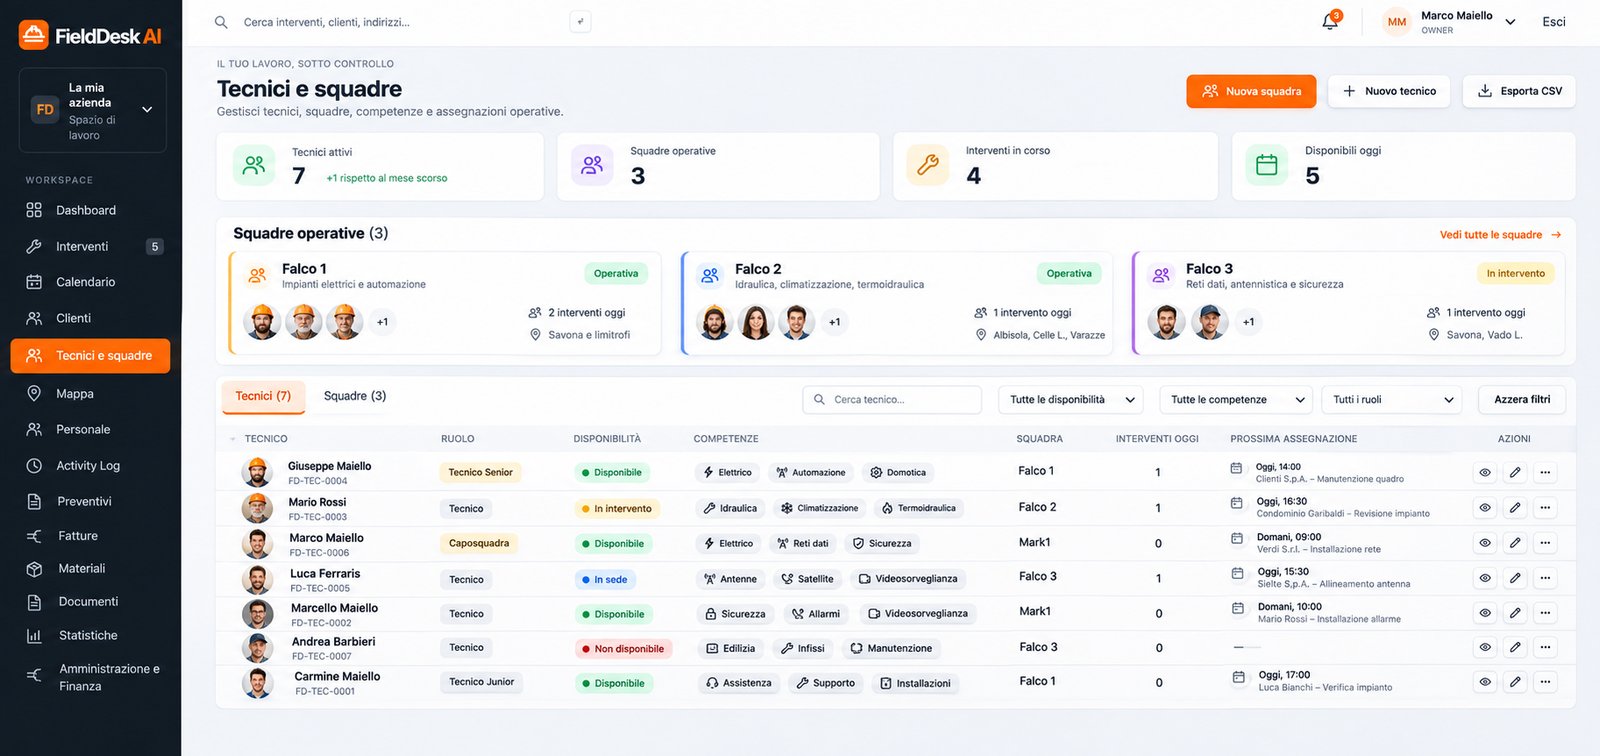 FieldDesk AI
Cerca interventi, clienti, indirizzi...
3
MM
Marco Maiello
OWNER
Esci
FD
La mia
azienda
Spazio di
lavoro
WORKSPACE
Dashboard
Interventi 5
Calendario
Clienti
Tecnici e squadre
Mappa
Personale
Activity Log
Preventivi
Fatture
Materiali
Documenti
Statistiche
Amministrazione e
Finanza
IL TUO LAVORO, SOTTO CONTROLLO
Tecnici e squadre
Gestisci tecnici, squadre, competenze e assegnazioni operative.
Nuova squadra
Nuovo tecnico
Esporta CSV
Tecnici attivi
7 +1 rispetto al mese scorso
Squadre operative
3
Interventi in corso
4
Disponibili oggi
5
Squadre operative (3)
Vedi tutte le squadre →
Falco 1
Impianti elettrici e automazione
Operativa
+1
2 interventi oggi
Savona e limitrofi
Falco 2
Idraulica, climatizzazione, termoidraulica
Operativa
+1
1 intervento oggi
Albisola, Celle L., Varazze
Falco 3
Reti dati, antennistica e sicurezza
In intervento
+1
1 intervento oggi
Savona, Vado L.
Tecnici (7)
Squadre (3)
Cerca tecnico...
Tutte le disponibilità
Tutte le competenze
Tutti i ruoli
Azzera filtri
TECNICO RUOLO DISPONIBILITÀ COMPETENZE SQUADRA INTERVENTI OGGI PROSSIMA ASSEGNAZIONE AZIONI
Giuseppe Maiello
FD-TEC-0004
Tecnico Senior
Disponibile
Elettrico Automazione Domotica
Falco 1
1
Oggi, 14:00
Clienti S.p.A. – Manutenzione quadro
Mario Rossi
FD-TEC-0003
Tecnico
In intervento
Idraulica Climatizzazione Termoidraulica
Falco 2
1
Oggi, 16:30
Condominio Garibaldi – Revisione impianto
Marco Maiello
FD-TEC-0006
Caposquadra
Disponibile
Elettrico Reti dati Sicurezza
Mark1
0
Domani, 09:00
Verdi S.r.l. – Installazione rete
Luca Ferraris
FD-TEC-0005
Tecnico
In sede
Antenne Satellite Videosorveglianza
Falco 3
1
Oggi, 15:30
Sielte S.p.A. – Allineamento antenna
Marcello Maiello
FD-TEC-0002
Tecnico
Disponibile
Sicurezza Allarmi Videosorveglianza
Mark1
0
Domani, 10:00
Mario Rossi – Installazione allarme
Andrea Barbieri
FD-TEC-0007
Tecnico
Non disponibile
Edilizia Infissi Manutenzione
Falco 3
0
—
Carmine Maiello
FD-TEC-0001
Tecnico Junior
Disponibile
Assistenza Supporto Installazioni
Falco 1
0
Oggi, 17:00
Luca Bianchi – Verifica impianto